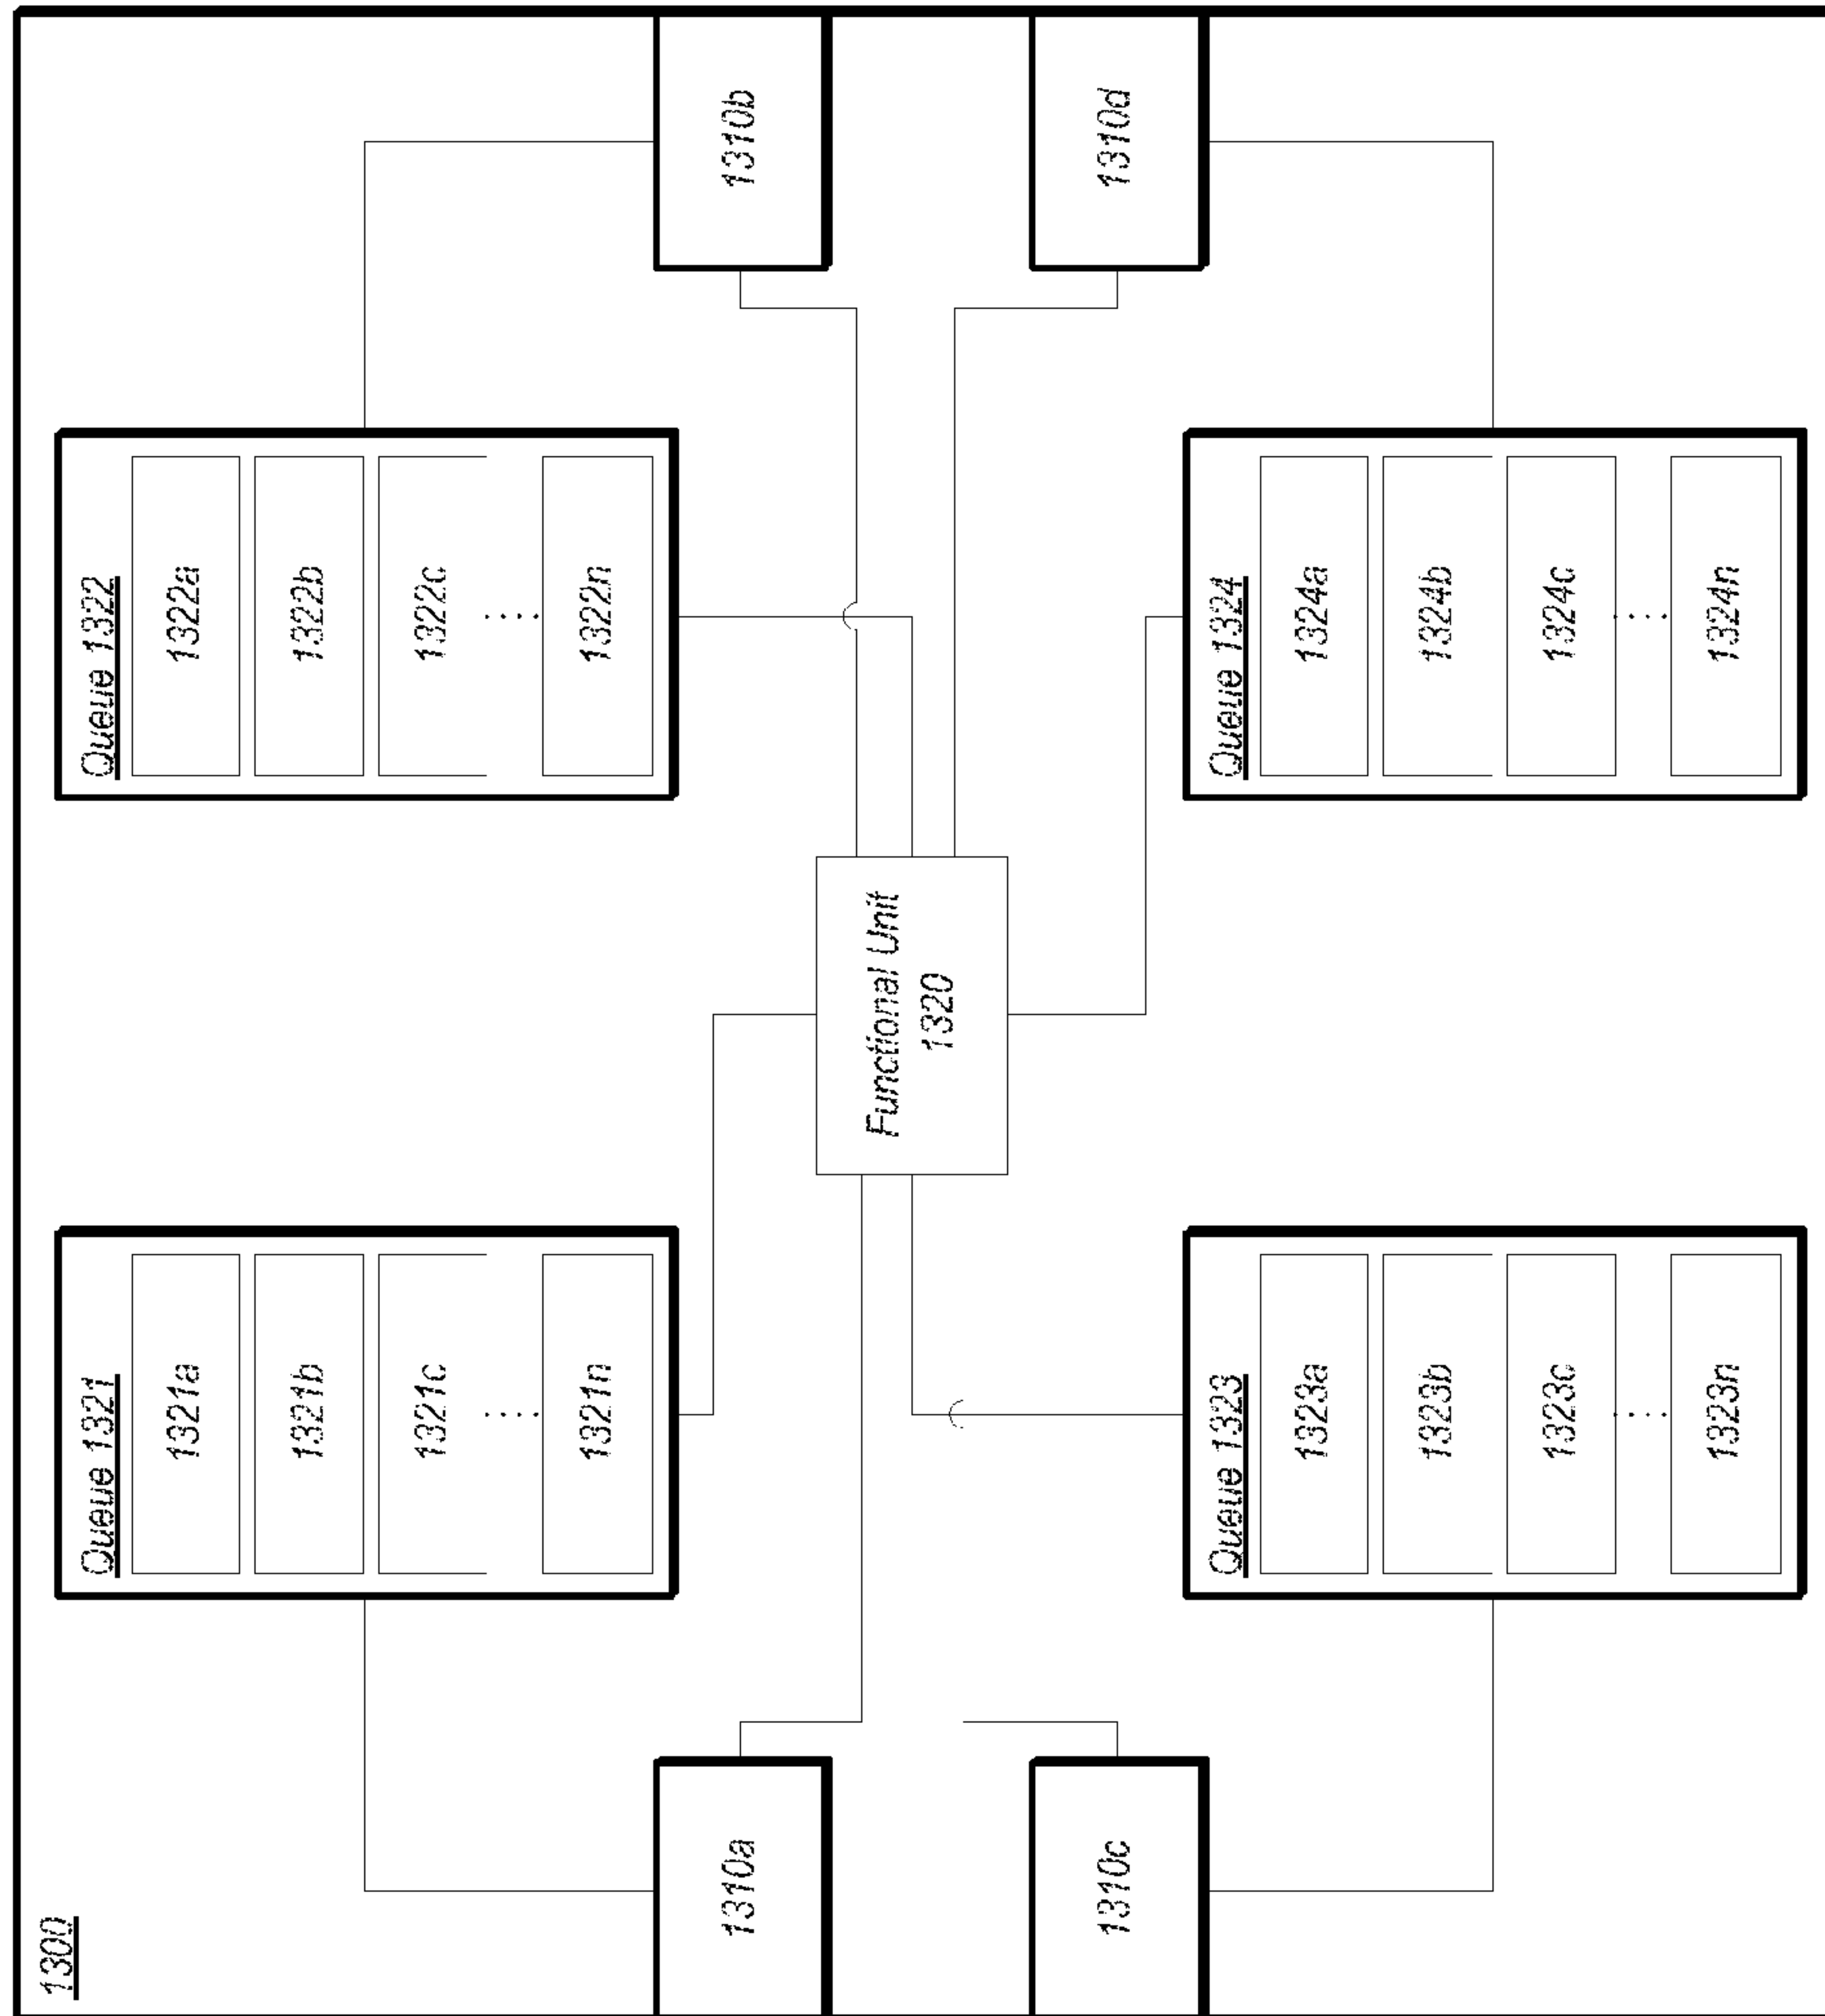 1300
Queue 1321
1321a
1321b
1321c
1321n
Queue 1322
1322a
1322b
1322c
1322n
1310a
1310b
Functional Unit
1320
1310c
1310d
Queue 1323
1323a
1323b
1323c
1323n
Queue 1324
1324a
1324b
1324c
1324n